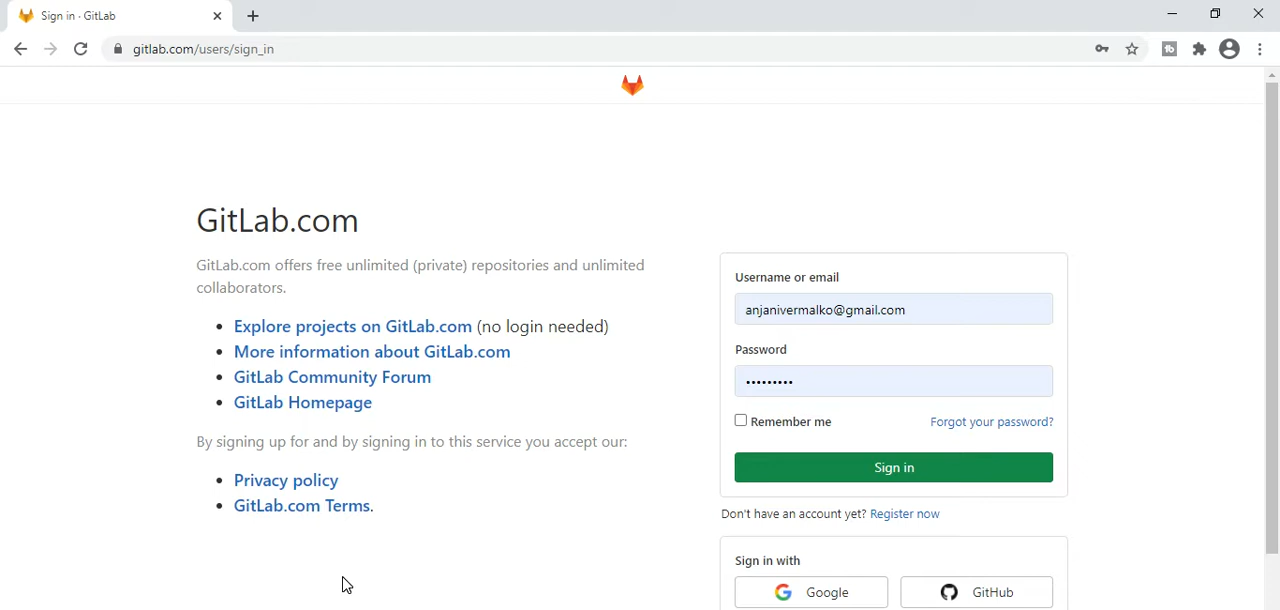 Sign in · GitLab
gitlab.com/users/sign_in
GitLab.com
GitLab.com offers free unlimited (private) repositories and unlimited
collaborators.
• Explore projects on GitLab.com (no login needed)
• More information about GitLab.com
• GitLab Community Forum
• GitLab Homepage
By signing up for and by signing in to this service you accept our:
• Privacy policy
• GitLab.com Terms.
Username or email
anjanivermalko@gmail.com
Password
•••••••••
Remember me
Forgot your password?
Sign in
Don't have an account yet? Register now
Sign in with
Google
GitHub